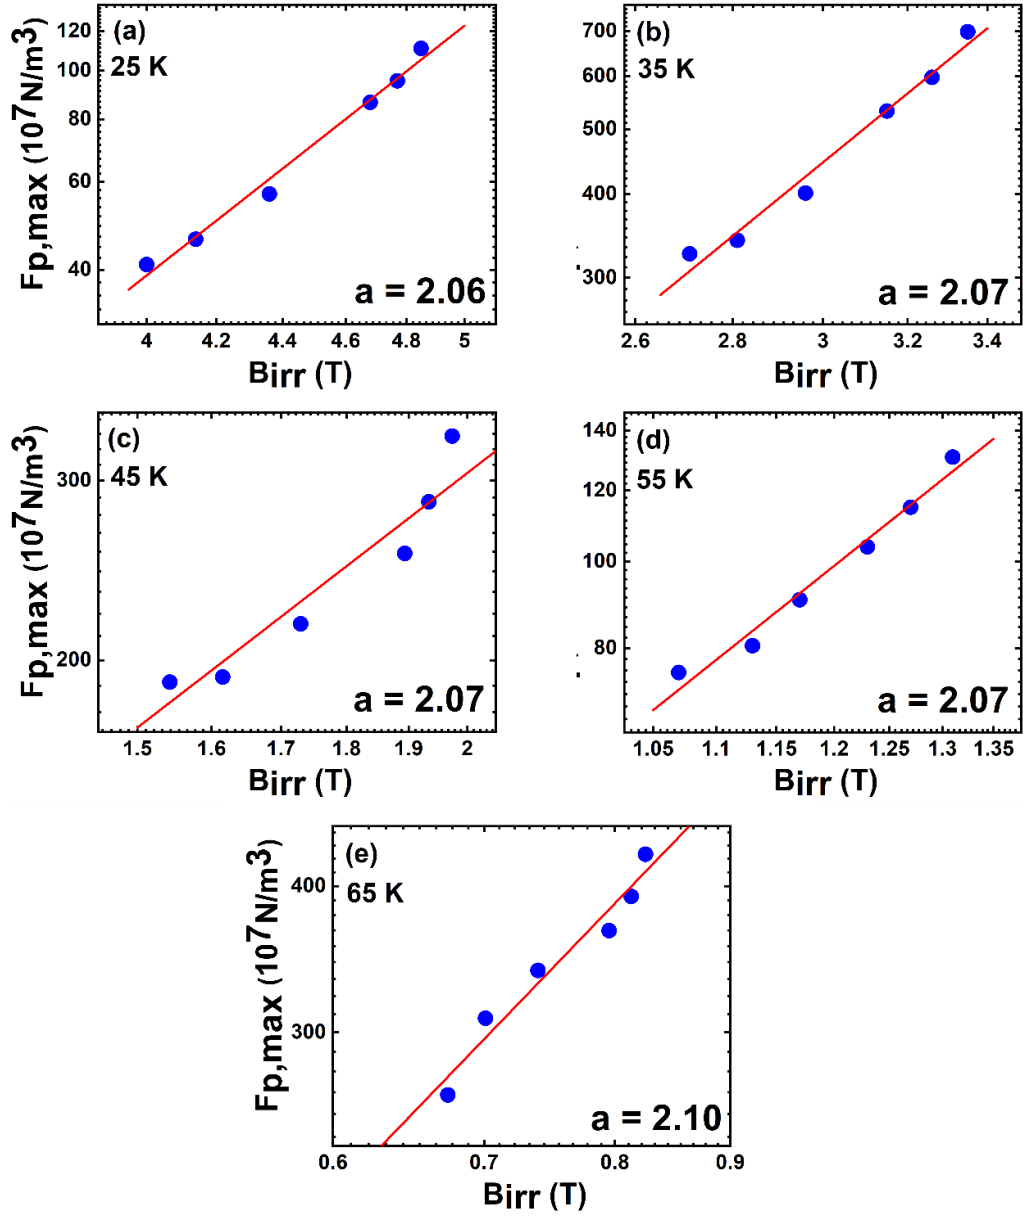 (a)
25 K
Fp,max (10⁷N/m3)
120
100
80
60
40
a = 2.06
4 4.2 4.4 4.6 4.8 5
Birr (T)
(b)
35 K
700
600
500
400
300
a = 2.07
2.6 2.8 3 3.2 3.4
Birr (T)
(c)
45 K
Fp,max (10⁷N/m³)
300
200
a = 2.07
1.5 1.6 1.7 1.8 1.9 2
Birr (T)
(d)
55 K
140
120
100
80
a = 2.07
1.05 1.1 1.15 1.2 1.25 1.3 1.35
Birr (T)
(e)
65 K
Fp,max (10⁷N/m³)
400
300
a = 2.10
0.6 0.7 0.8 0.9
Birr (T)